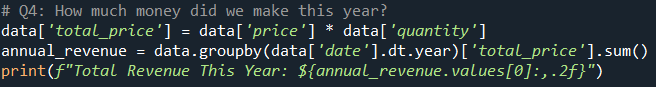 # Q4: How much money did we make this year?
data['total_price'] = data['price'] * data['quantity']
annual_revenue = data.groupby(data['date'].dt.year)['total_price'].sum()
print(f"Total Revenue This Year: ${annual_revenue.values[0]:,.2f}")